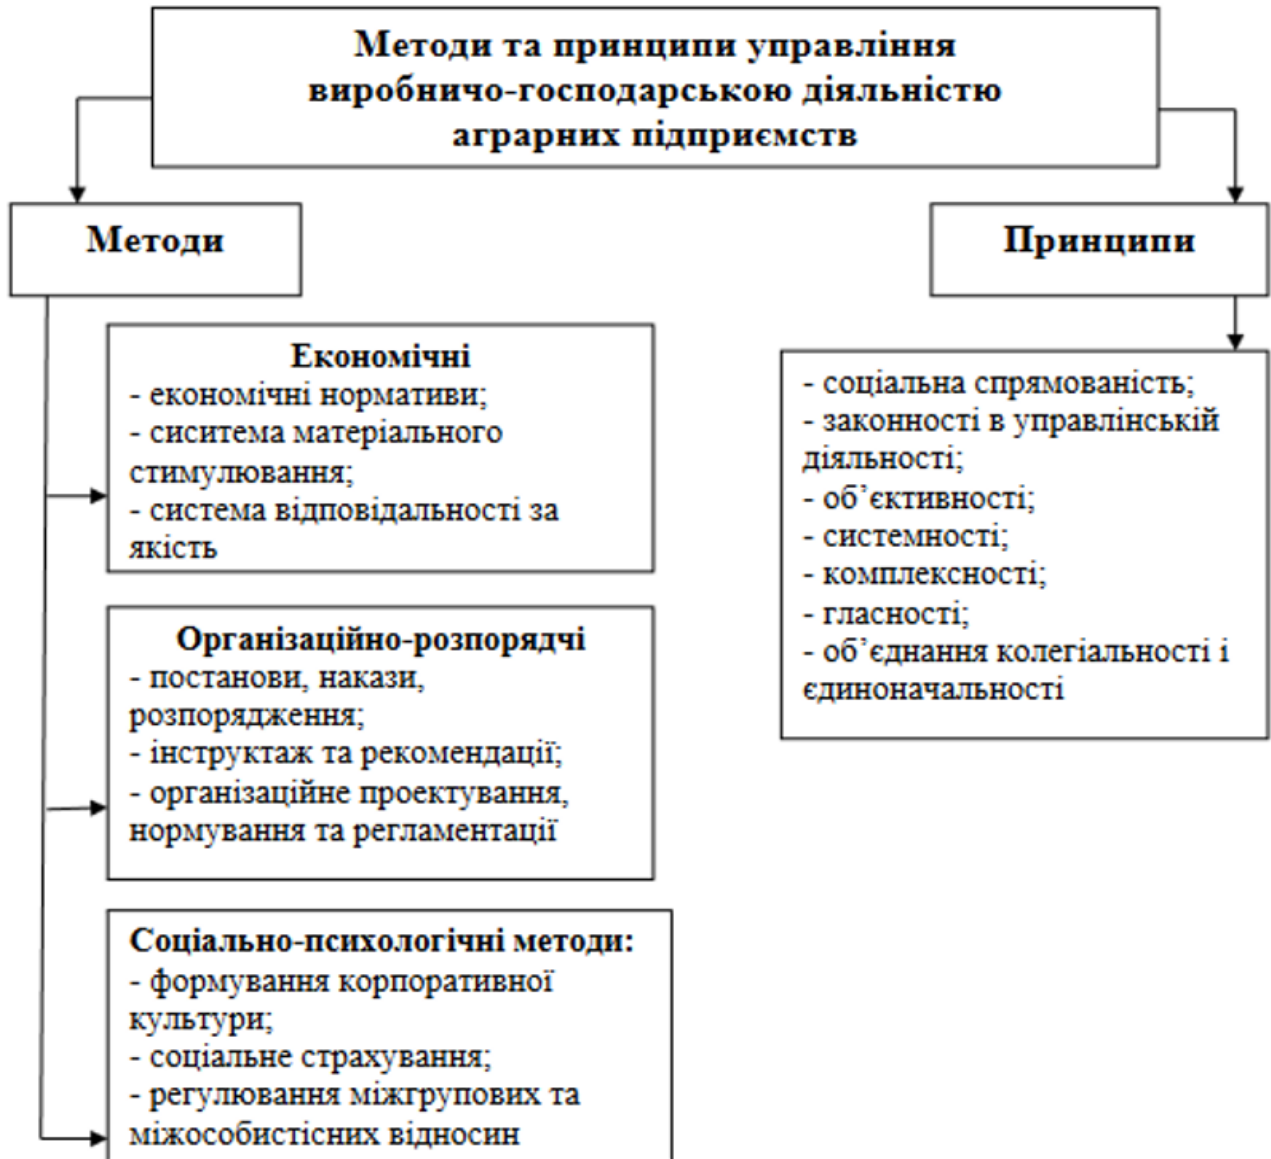 Методи та принципи управління
виробничо-господарською діяльністю
аграрних підприємств
Методи
Принципи
Економічні
- економічні нормативи;
- сиситема матеріального
стимулювання;
- система відповідальності за
якість
Організаційно-розпорядчі
- постанови, накази,
розпорядження;
- інструктаж та рекомендації;
- організаційне проектування,
нормування та регламентації
Соціально-психологічні методи:
- формування корпоративної
культури;
- соціальне страхування;
- регулювання міжгрупових та
міжособистісних відносин
- соціальна спрямованість;
- законності в управлінській
діяльності;
- об’єктивності;
- системності;
- комплексності;
- гласності;
- об’єднання колегіальності і
єдиноначальності